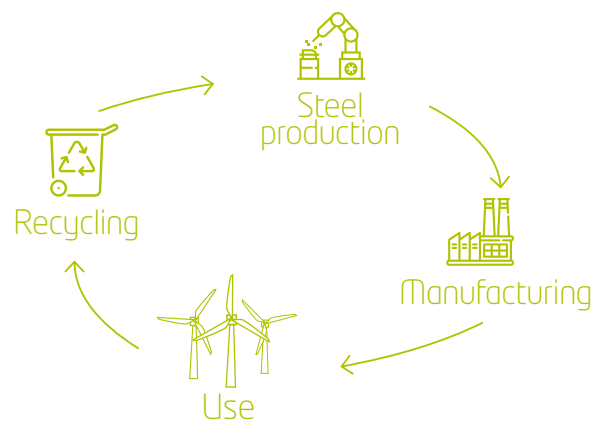 Steel
production
Recycling
Manufacturing
Use